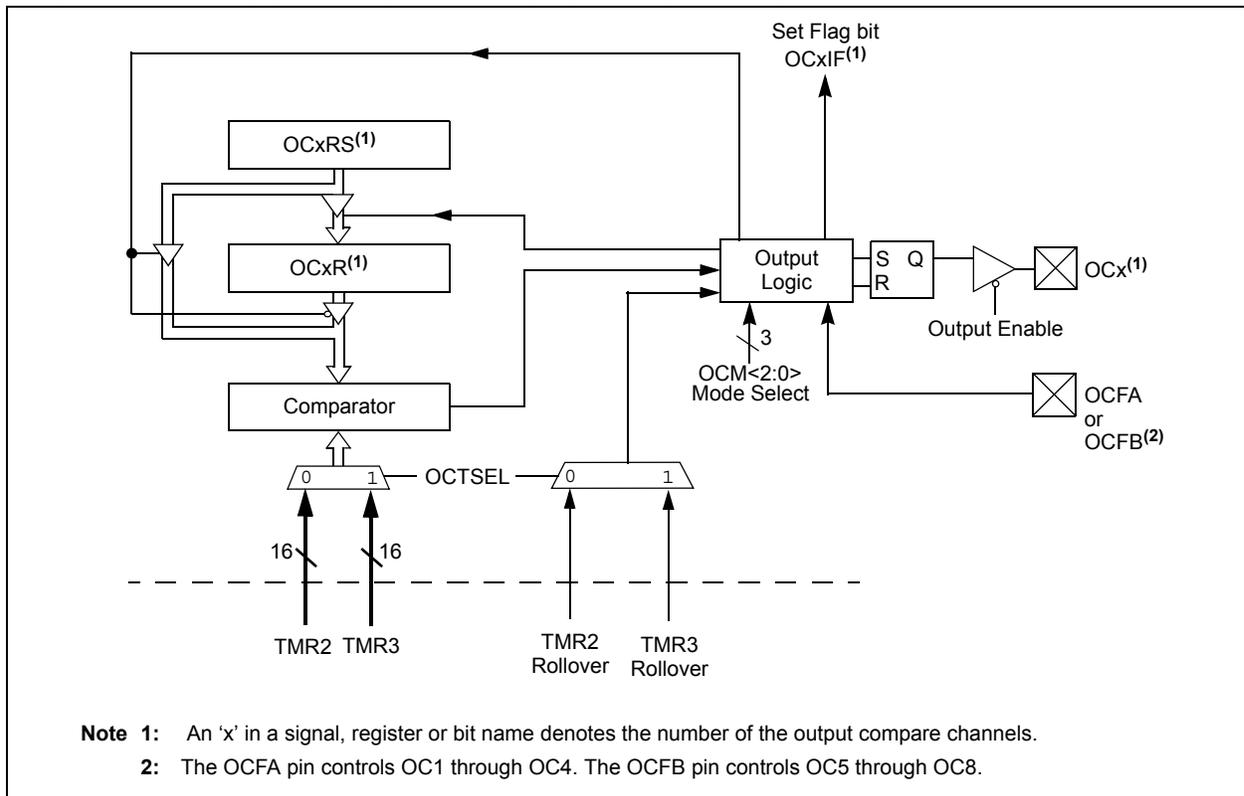 Set Flag bit
OCxIF(1)
OCxRS(1)
OCxR(1)
Output
Logic
S Q
R
OCx(1)
Output Enable
3
OCM<2:0>
Mode Select
Comparator
OCFA
or
OCFB(2)
0 1
OCTSEL
0 1
16
16
TMR2 TMR3
TMR2
Rollover
TMR3
Rollover
Note 1: An ‘x’ in a signal, register or bit name denotes the number of the output compare channels.
2: The OCFA pin controls OC1 through OC4. The OCFB pin controls OC5 through OC8.